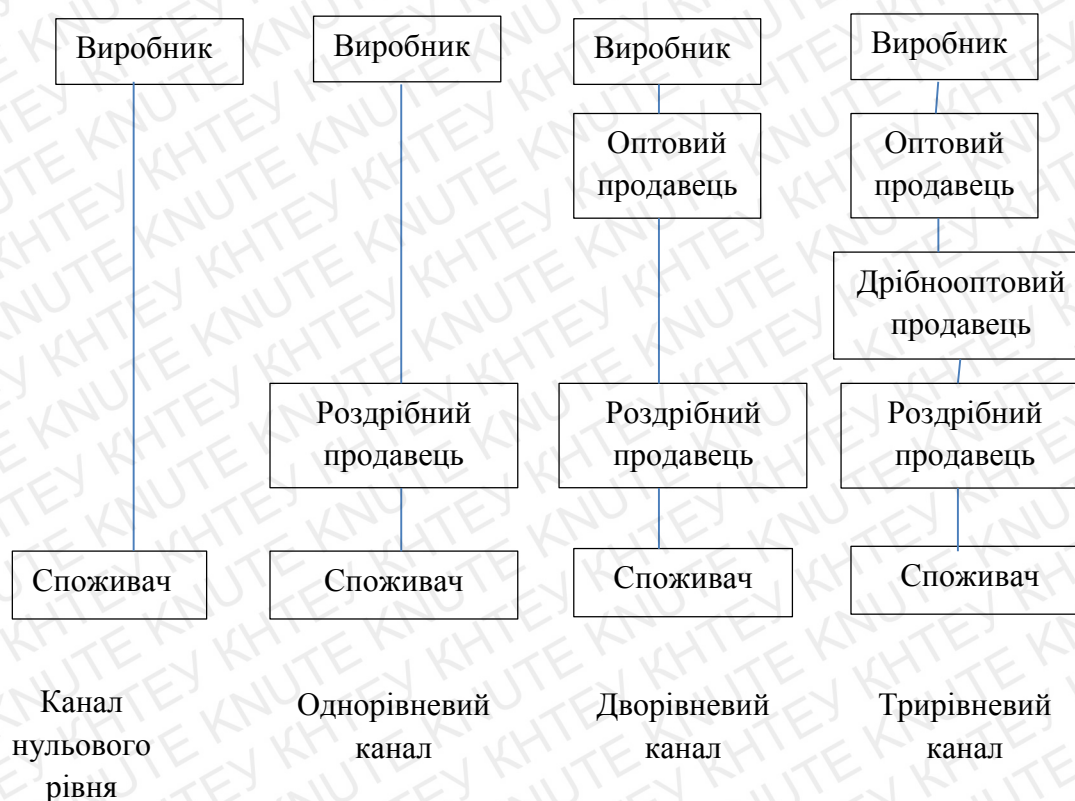 Виробник
Виробник
Виробник
Виробник
Оптовий
продавець
Оптовий
продавець
Дрібнооптовий
продавець
Роздрібний
продавець
Роздрібний
продавець
Роздрібний
продавець
Споживач
Споживач
Споживач
Споживач
Канал
нульового
рівня
Однорівневий
канал
Дворівневий
канал
Трирівневий
канал